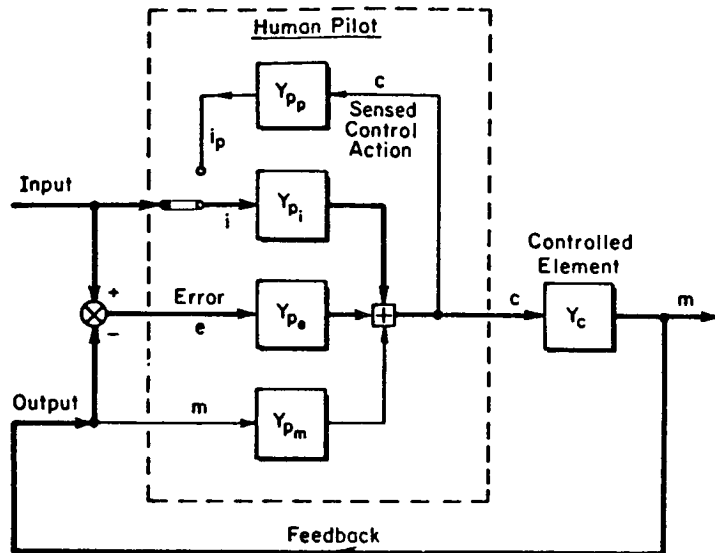 Human Pilot
Y_pp
c
Sensed
Control
Action
i_p
Input
i
Y_pi
+
Error
e
−
Y_pe
+
Controlled
Element
c
Y_c
m
Output
m
Y_pm
Feedback